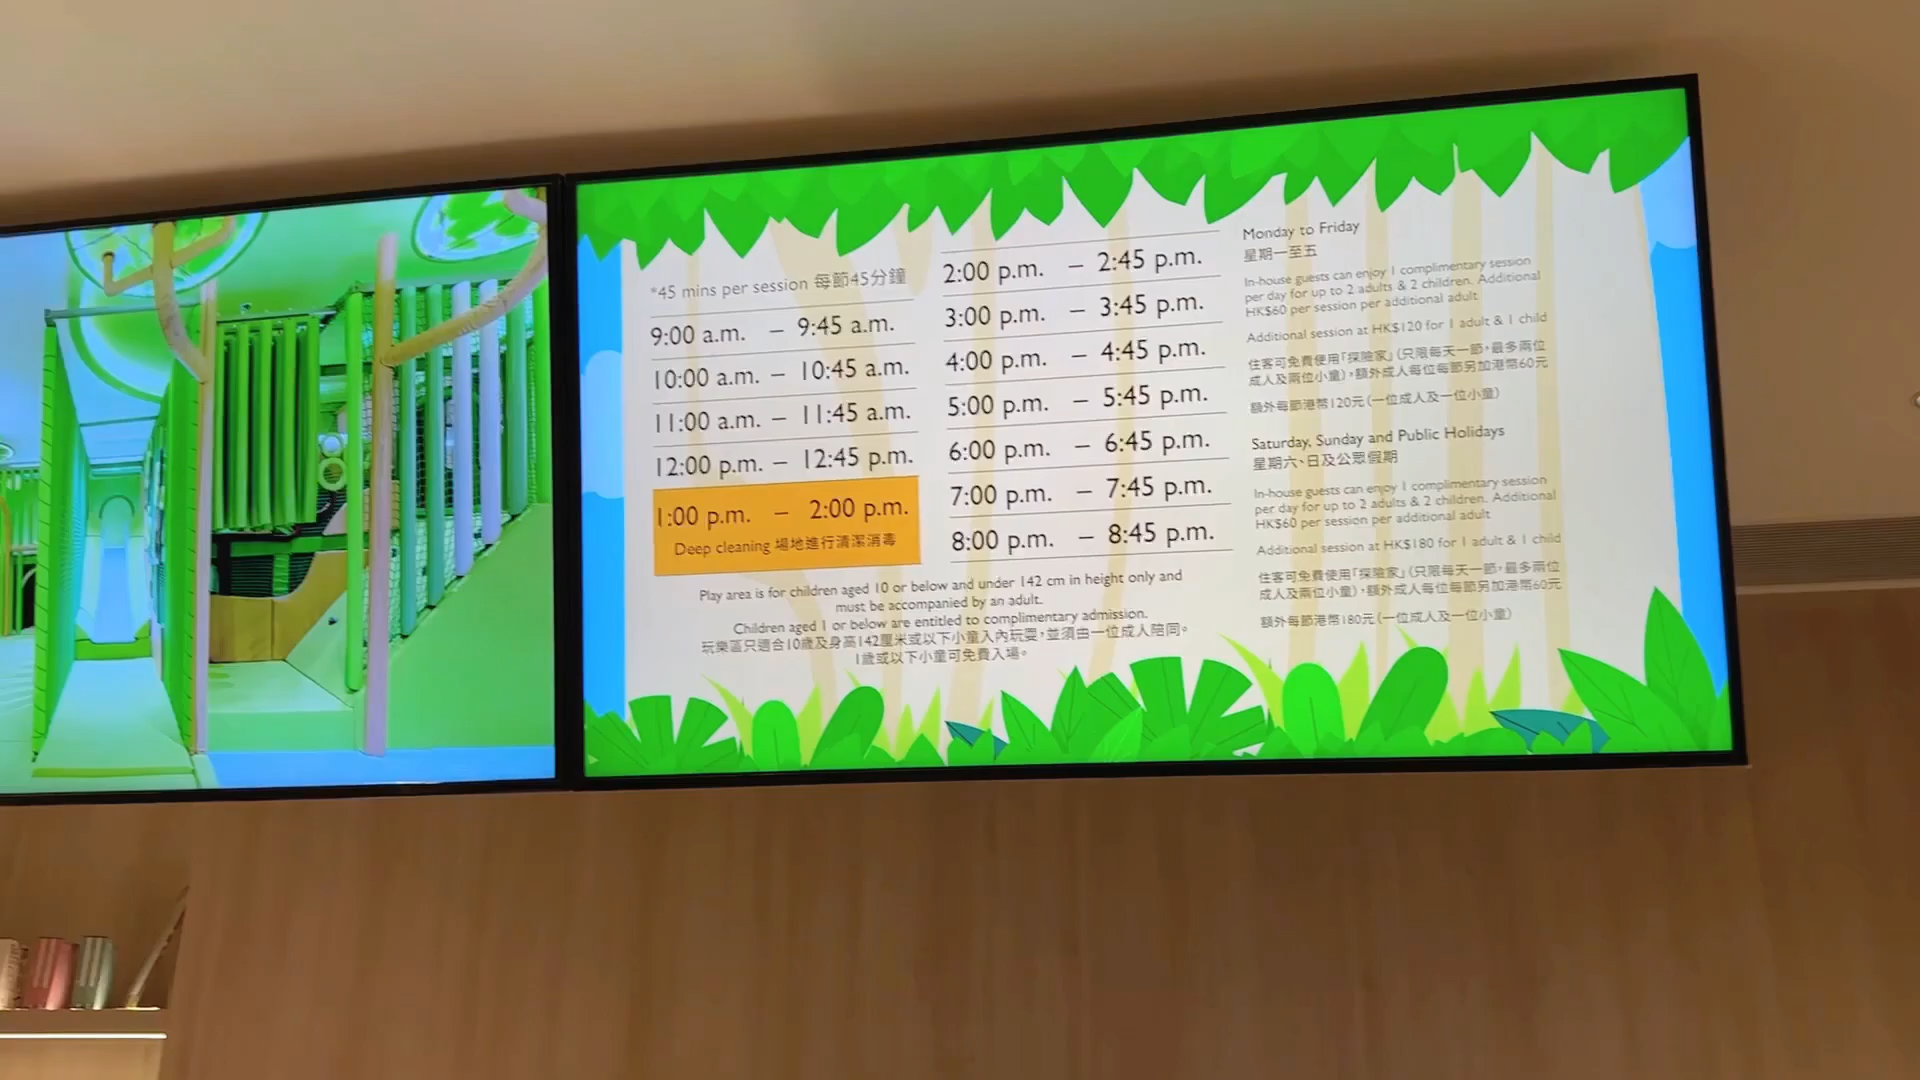 *45 mins per session 每節45分鐘
9:00 a.m. – 9:45 a.m.
10:00 a.m. – 10:45 a.m.
11:00 a.m. – 11:45 a.m.
12:00 p.m. – 12:45 p.m.
1:00 p.m. – 2:00 p.m.
Deep cleaning 場地進行清潔消毒
2:00 p.m. – 2:45 p.m.
3:00 p.m. – 3:45 p.m.
4:00 p.m. – 4:45 p.m.
5:00 p.m. – 5:45 p.m.
6:00 p.m. – 6:45 p.m.
7:00 p.m. – 7:45 p.m.
8:00 p.m. – 8:45 p.m.
Play area is for children aged 10 or below and under 142 cm in height only and
must be accompanied by an adult.
Children aged 1 or below are entitled to complimentary admission.
玩樂區只適合10歲及身高142厘米或以下小童入內玩耍，並須由一位成人陪同。
1歲或以下小童可免費入場。
Monday to Friday
星期一至五
In-house guests can enjoy 1 complimentary session
per day for up to 2 adults & 2 children. Additional
HK$60 per session per additional adult
Additional session at HK$120 for 1 adult & 1 child
住客可免費使用「探險家」（只限每天一節，最多兩位
成人及兩位小童），額外成人每位每節另加港幣60元
額外每節港幣120元（一位成人及一位小童）
Saturday, Sunday and Public Holidays
星期六、日及公眾假期
In-house guests can enjoy 1 complimentary session
per day for up to 2 adults & 2 children. Additional
HK$60 per session per additional adult
Additional session at HK$180 for 1 adult & 1 child
住客可免費使用「探險家」（只限每天一節，最多兩位
成人及兩位小童），額外成人每位每節另加港幣60元
額外每節港幣180元（一位成人及一位小童）